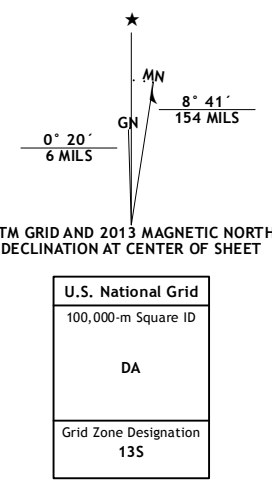 ★
MN
GN
8° 41´
154 MILS
0° 20´
6 MILS
TM GRID AND 2013 MAGNETIC NORTH
DECLINATION AT CENTER OF SHEET
U.S. National Grid
100,000-m Square ID
DA
Grid Zone Designation
13S